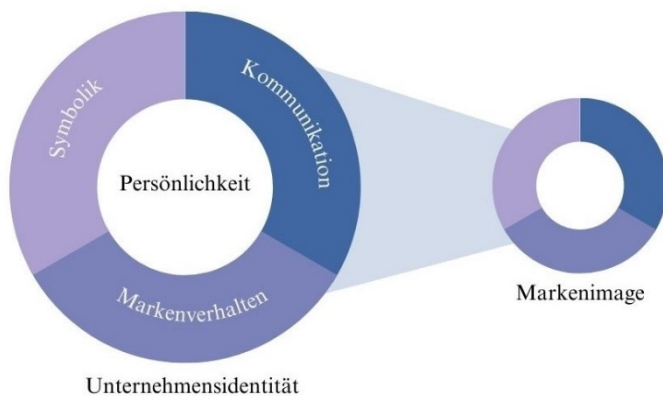 Symbolik
Kommunikation
Persönlichkeit
Markenverhalten
Markenimage
Unternehmensidentität